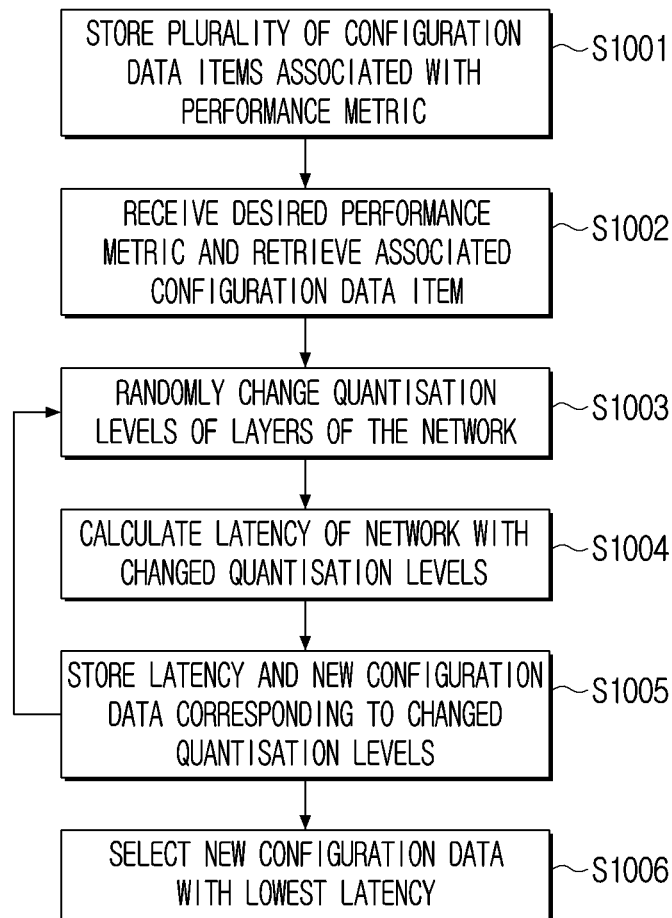 STORE PLURALITY OF CONFIGURATION
DATA ITEMS ASSOCIATED WITH
PERFORMANCE METRIC
S1001
RECEIVE DESIRED PERFORMANCE
METRIC AND RETRIEVE ASSOCIATED
CONFIGURATION DATA ITEM
S1002
RANDOMLY CHANGE QUANTISATION
LEVELS OF LAYERS OF THE NETWORK
S1003
CALCULATE LATENCY OF NETWORK WITH
CHANGED QUANTISATION LEVELS
S1004
STORE LATENCY AND NEW CONFIGURATION
DATA CORRESPONDING TO CHANGED
QUANTISATION LEVELS
S1005
SELECT NEW CONFIGURATION DATA
WITH LOWEST LATENCY
S1006